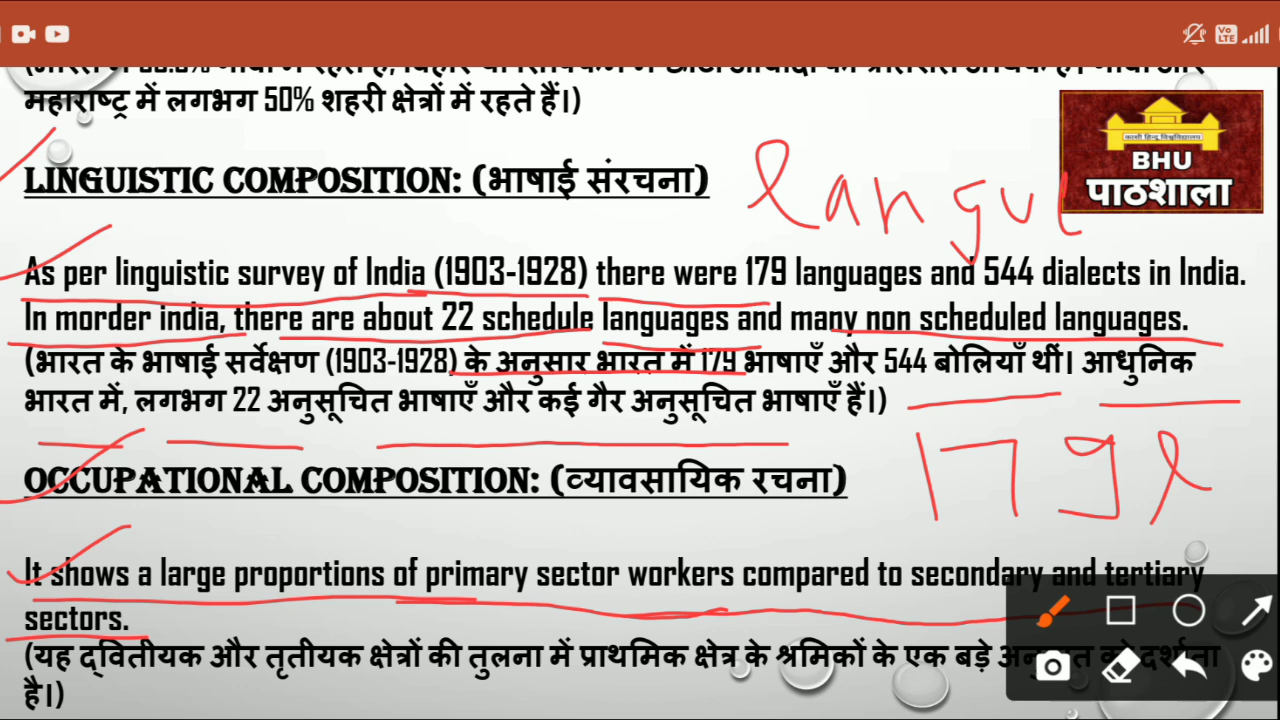 महाराष्ट्र में लगभग 50% शहरी क्षेत्रों में रहते हैं।)
LINGUISTIC COMPOSITION: (भाषाई संरचना)
langul
काशी हिन्दू विश्वविद्यालय
BHU
पाठशाला
As per linguistic survey of India (1903-1928) there were 179 languages and 544 dialects in India.
In morder india, there are about 22 schedule languages and many non scheduled languages.
(भारत के भाषाई सर्वेक्षण (1903-1928) के अनुसार भारत में 179 भाषाएँ और 544 बोलियाँ थीं। आधुनिक
भारत में, लगभग 22 अनुसूचित भाषाएँ और कई गैर अनुसूचित भाषाएँ हैं।)
OCCUPATIONAL COMPOSITION: (व्यावसायिक रचना)
179l
It shows a large proportions of primary sector workers compared to secondary and tertiary
sectors.
(यह द्वितीयक और तृतीयक क्षेत्रों की तुलना में प्राथमिक क्षेत्र के श्रमिकों के एक बड़े
है।)